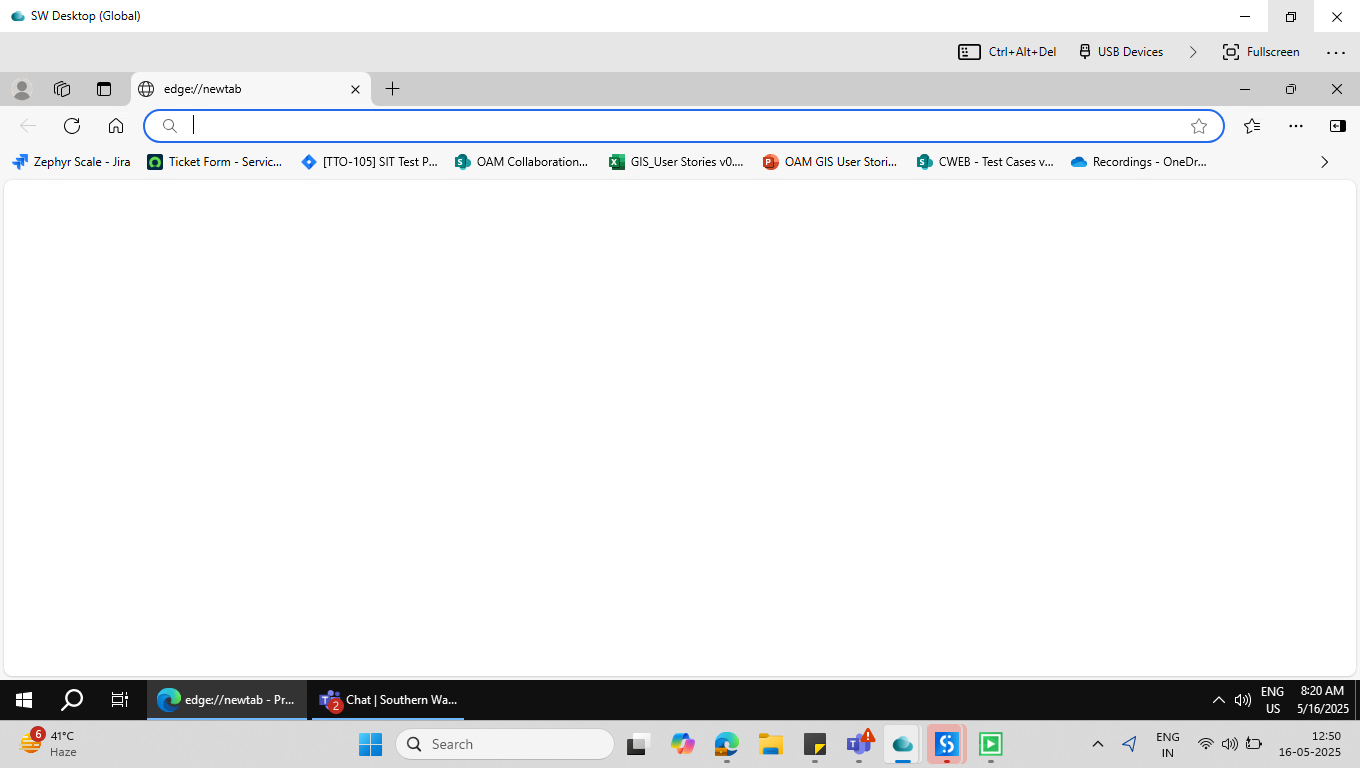 SW Desktop (Global)
Ctrl+Alt+Del USB Devices Fullscreen
edge://newtab
Zephyr Scale - Jira Ticket Form - Servic... [TTO-105] SIT Test P... OAM Collaboration... GIS_User Stories v0.... OAM GIS User Stori... CWEB - Test Cases v... Recordings - OneDr...
edge://newtab - Pr... 2 Chat | Southern Wa... ENG US 8:20 AM 5/16/2025
6 41°C Haze Search ENG IN 12:50 16-05-2025